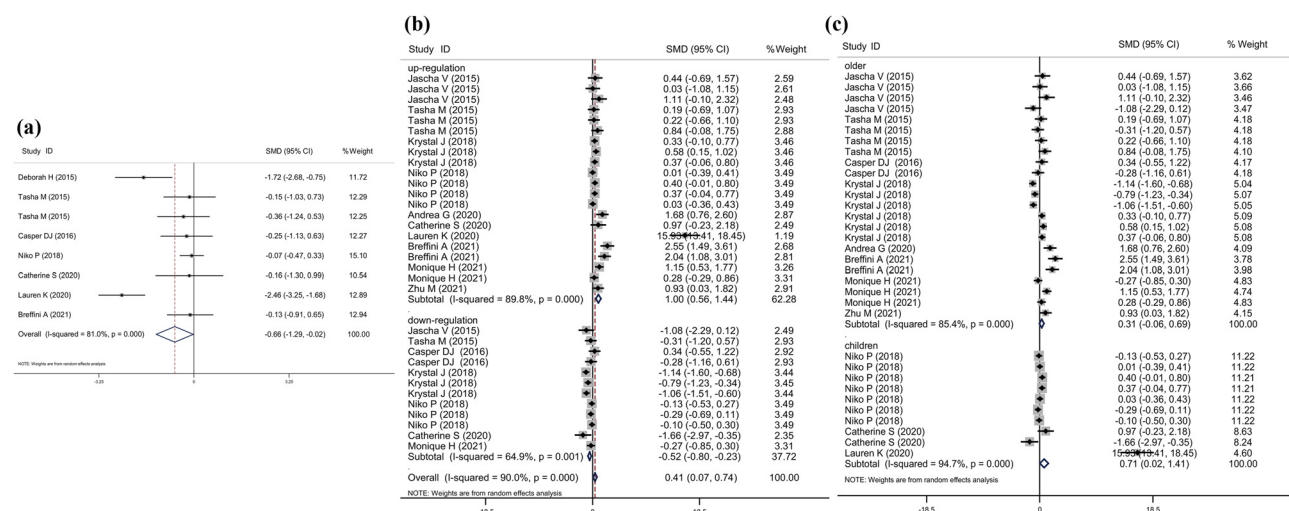 (a)
Study ID SMD (95% CI) %Weight
Deborah H (2015) -1.72 (-2.68, -0.75) 11.72
Tasha M (2015) -0.15 (-1.03, 0.73) 12.29
Tasha M (2015) -0.36 (-1.24, 0.53) 12.25
Casper DJ (2016) -0.25 (-1.13, 0.63) 12.27
Niko P (2018) -0.07 (-0.47, 0.33) 15.10
Catherine S (2020) -0.16 (-1.30, 0.99) 10.54
Lauren K (2020) -2.46 (-3.25, -1.68) 12.89
Breffini A (2021) -0.13 (-0.91, 0.65) 12.94
Overall (I-squared = 81.0%, p = 0.000) -0.66 (-1.29, -0.02) 100.00
NOTE: Weights are from random effects analysis
-3.25 0 3.25
(b)
Study ID SMD (95% CI) %Weight
up-regulation
Jascha V (2015) 0.44 (-0.69, 1.57) 2.59
Jascha V (2015) 0.03 (-1.08, 1.15) 2.61
Jascha V (2015) 1.11 (-0.10, 2.32) 2.48
Tasha M (2015) 0.19 (-0.69, 1.07) 2.93
Tasha M (2015) 0.22 (-0.66, 1.10) 2.93
Tasha M (2015) 0.84 (-0.08, 1.75) 2.88
Krystal J (2018) 0.33 (-0.10, 0.77) 3.46
Krystal J (2018) 0.58 (0.15, 1.02) 3.46
Krystal J (2018) 0.37 (-0.06, 0.80) 3.46
Niko P (2018) 0.01 (-0.39, 0.41) 3.49
Niko P (2018) 0.40 (-0.01, 0.80) 3.49
Niko P (2018) 0.37 (-0.04, 0.77) 3.49
Niko P (2018) 0.03 (-0.36, 0.43) 3.49
Andrea G (2020) 1.68 (0.76, 2.60) 2.87
Catherine S (2020) 0.97 (-0.23, 2.18) 2.49
Lauren K (2020) 15.93 (13.41, 18.45) 1.19
Breffini A (2021) 2.55 (1.49, 3.61) 2.68
Breffini A (2021) 2.04 (1.08, 3.01) 2.81
Monique H (2021) 1.15 (0.53, 1.77) 3.26
Monique H (2021) 0.28 (-0.29, 0.86) 3.31
Zhu M (2021) 0.93 (0.03, 1.82) 2.91
Subtotal (I-squared = 89.8%, p = 0.000) 1.00 (0.56, 1.44) 62.28
down-regulation
Jascha V (2015) -1.08 (-2.29, 0.12) 2.49
Tasha M (2015) -0.31 (-1.20, 0.57) 2.93
Casper DJ (2016) 0.34 (-0.55, 1.22) 2.92
Casper DJ (2016) -0.28 (-1.16, 0.61) 2.93
Krystal J (2018) -1.14 (-1.60, -0.68) 3.44
Krystal J (2018) -0.79 (-1.23, -0.34) 3.45
Krystal J (2018) -1.06 (-1.51, -0.60) 3.44
Niko P (2018) -0.13 (-0.53, 0.27) 3.49
Niko P (2018) -0.29 (-0.69, 0.11) 3.49
Niko P (2018) -0.10 (-0.50, 0.30) 3.49
Catherine S (2020) -1.66 (-2.97, -0.35) 2.35
Monique H (2021) -0.27 (-0.85, 0.30) 3.31
Subtotal (I-squared = 64.9%, p = 0.001) -0.52 (-0.80, -0.23) 37.72
Overall (I-squared = 90.0%, p = 0.000) 0.41 (0.07, 0.74) 100.00
NOTE: Weights are from random effects analysis
(c)
Study ID SMD (95% CI) % Weight
older
Jascha V (2015) 0.44 (-0.69, 1.57) 3.62
Jascha V (2015) 0.03 (-1.08, 1.15) 3.66
Jascha V (2015) 1.11 (-0.10, 2.32) 3.46
Jascha V (2015) -1.08 (-2.29, 0.12) 3.47
Tasha M (2015) 0.19 (-0.69, 1.07) 4.18
Tasha M (2015) -0.31 (-1.20, 0.57) 4.18
Tasha M (2015) 0.22 (-0.66, 1.10) 4.18
Tasha M (2015) 0.84 (-0.08, 1.75) 4.10
Casper DJ (2016) 0.34 (-0.55, 1.22) 4.17
Casper DJ (2016) -0.28 (-1.16, 0.61) 4.18
Krystal J (2018) -1.14 (-1.60, -0.68) 5.04
Krystal J (2018) -0.79 (-1.23, -0.34) 5.07
Krystal J (2018) -1.06 (-1.51, -0.60) 5.05
Krystal J (2018) 0.33 (-0.10, 0.77) 5.09
Krystal J (2018) 0.58 (0.15, 1.02) 5.08
Krystal J (2018) 0.37 (-0.06, 0.80) 5.08
Andrea G (2020) 1.68 (0.76, 2.60) 4.09
Breffini A (2021) 2.55 (1.49, 3.61) 3.78
Breffini A (2021) 2.04 (1.08, 3.01) 3.98
Monique H (2021) -0.27 (-0.85, 0.30) 4.83
Monique H (2021) 1.15 (0.53, 1.77) 4.74
Monique H (2021) 0.28 (-0.29, 0.86) 4.83
Zhu M (2021) 0.93 (0.03, 1.82) 4.15
Subtotal (I-squared = 85.4%, p = 0.000) 0.31 (-0.06, 0.69) 100.00
children
Niko P (2018) -0.13 (-0.53, 0.27) 11.22
Niko P (2018) 0.01 (-0.39, 0.41) 11.22
Niko P (2018) 0.40 (-0.01, 0.80) 11.21
Niko P (2018) 0.37 (-0.04, 0.77) 11.21
Niko P (2018) 0.03 (-0.36, 0.43) 11.22
Niko P (2018) -0.29 (-0.69, 0.11) 11.22
Niko P (2018) -0.10 (-0.50, 0.30) 11.22
Catherine S (2020) 0.97 (-0.23, 2.18) 8.63
Catherine S (2020) -1.66 (-2.97, -0.35) 8.24
Lauren K (2020) 15.93 (13.41, 18.45) 4.60
Subtotal (I-squared = 94.7%, p = 0.000) 0.71 (0.02, 1.41) 100.00
NOTE: Weights are from random effects analysis
-18.5 0 18.5